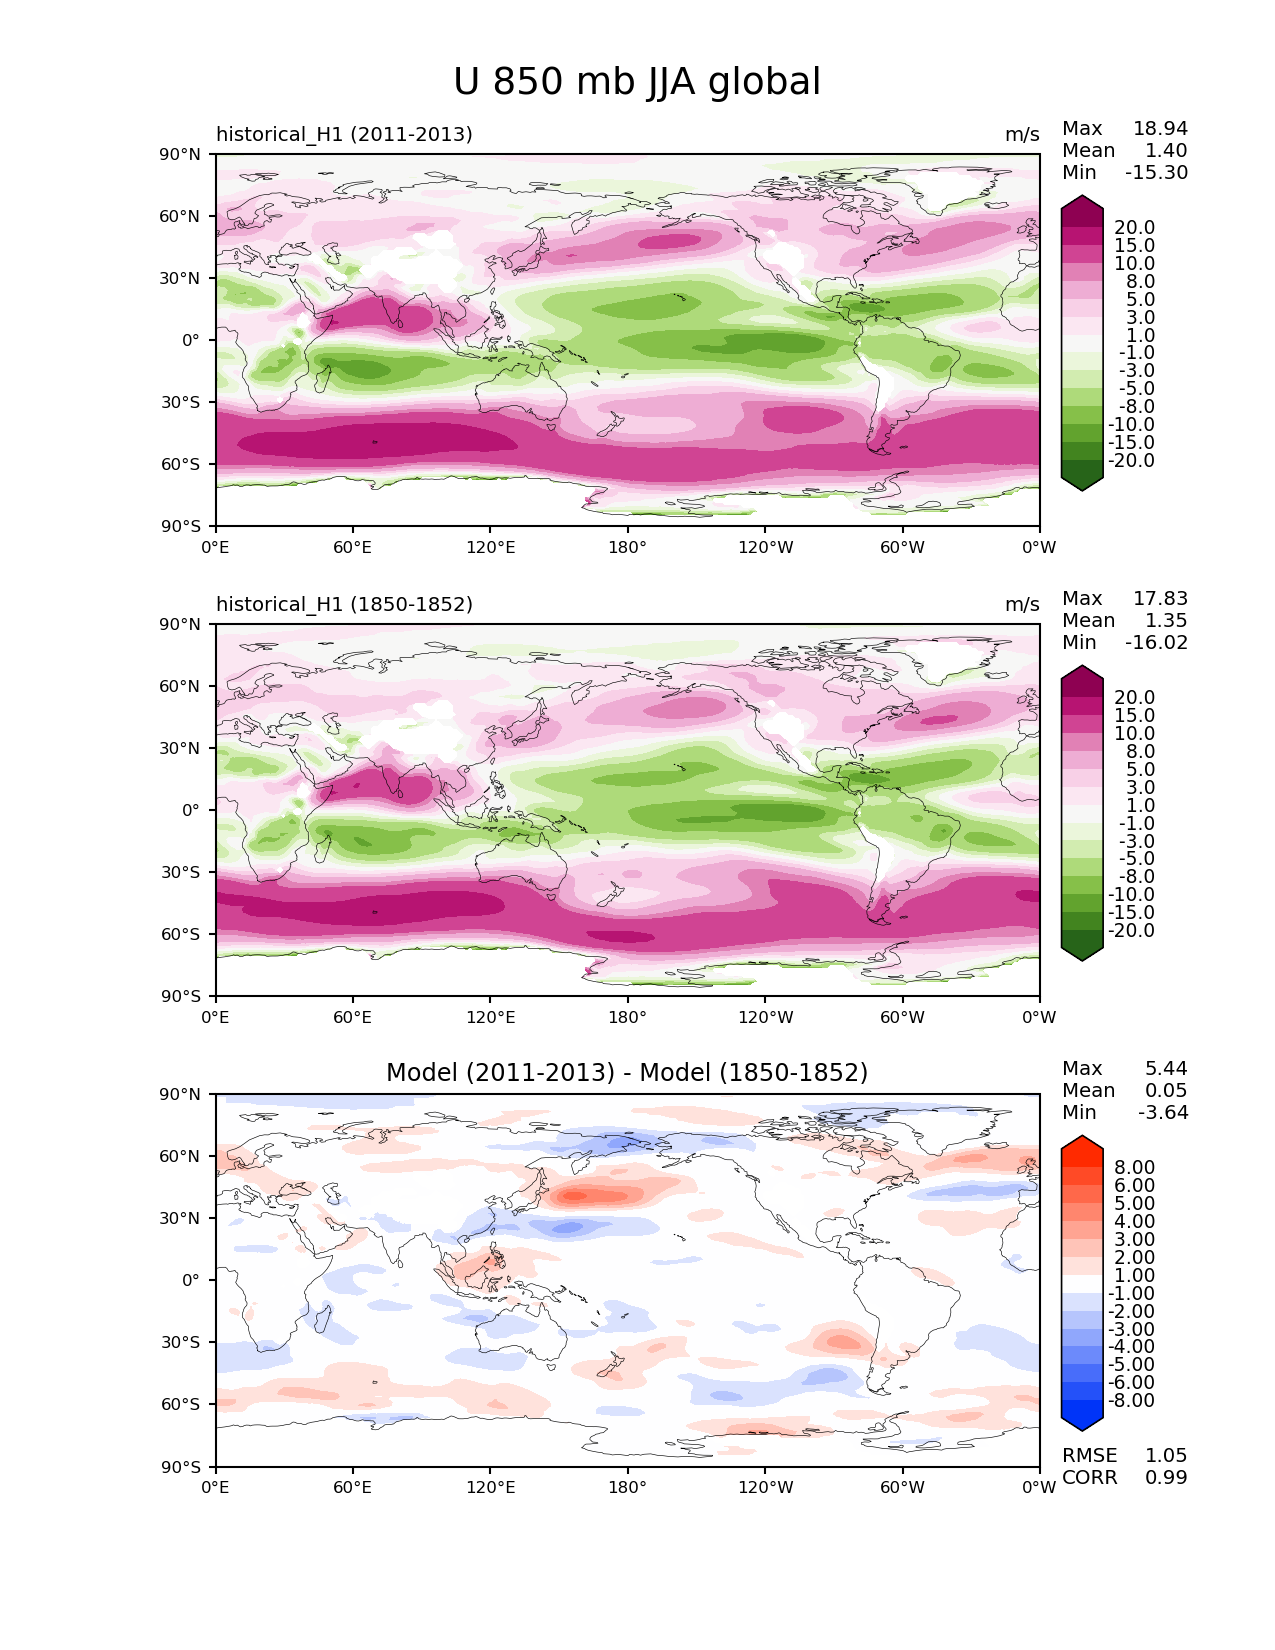 U 850 mb JJA global
historical_H1 (2011-2013) m/s
Max 18.94
Mean 1.40
Min -15.30
90°N
60°N
30°N
0°
30°S
60°S
90°S
0°E 60°E 120°E 180° 120°W 60°W 0°W
20.0
15.0
10.0
8.0
5.0
3.0
1.0
-1.0
-3.0
-5.0
-8.0
-10.0
-15.0
-20.0
historical_H1 (1850-1852) m/s
Max 17.83
Mean 1.35
Min -16.02
90°N
60°N
30°N
0°
30°S
60°S
90°S
0°E 60°E 120°E 180° 120°W 60°W 0°W
20.0
15.0
10.0
8.0
5.0
3.0
1.0
-1.0
-3.0
-5.0
-8.0
-10.0
-15.0
-20.0
Model (2011-2013) - Model (1850-1852)
Max 5.44
Mean 0.05
Min -3.64
90°N
60°N
30°N
0°
30°S
60°S
90°S
0°E 60°E 120°E 180° 120°W 60°W 0°W
8.00
6.00
5.00
4.00
3.00
2.00
1.00
-1.00
-2.00
-3.00
-4.00
-5.00
-6.00
-8.00
RMSE 1.05
CORR 0.99